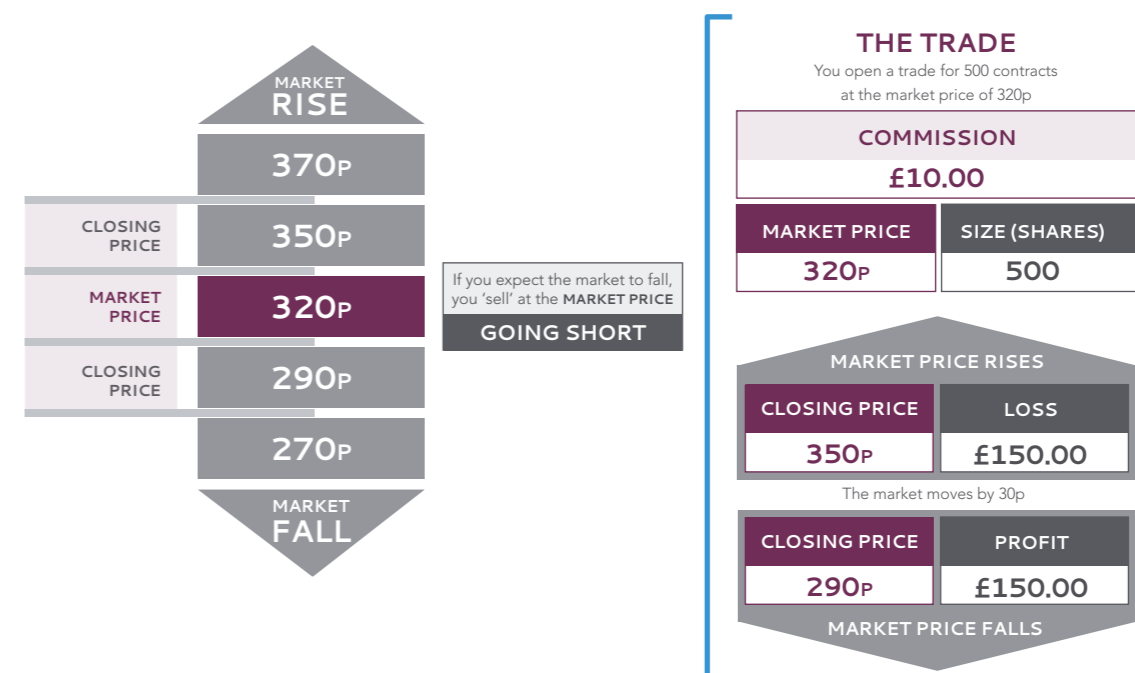 MARKET
RISE
370P
CLOSING
PRICE
350P
MARKET
PRICE
320P
CLOSING
PRICE
290P
270P
MARKET
FALL
If you expect the market to fall,
you ‘sell’ at the MARKET PRICE
GOING SHORT
THE TRADE
You open a trade for 500 contracts
at the market price of 320p
COMMISSION
£10.00
MARKET PRICE
320P
SIZE (SHARES)
500
MARKET PRICE RISES
CLOSING PRICE
350P
LOSS
£150.00
The market moves by 30p
CLOSING PRICE
290P
PROFIT
£150.00
MARKET PRICE FALLS